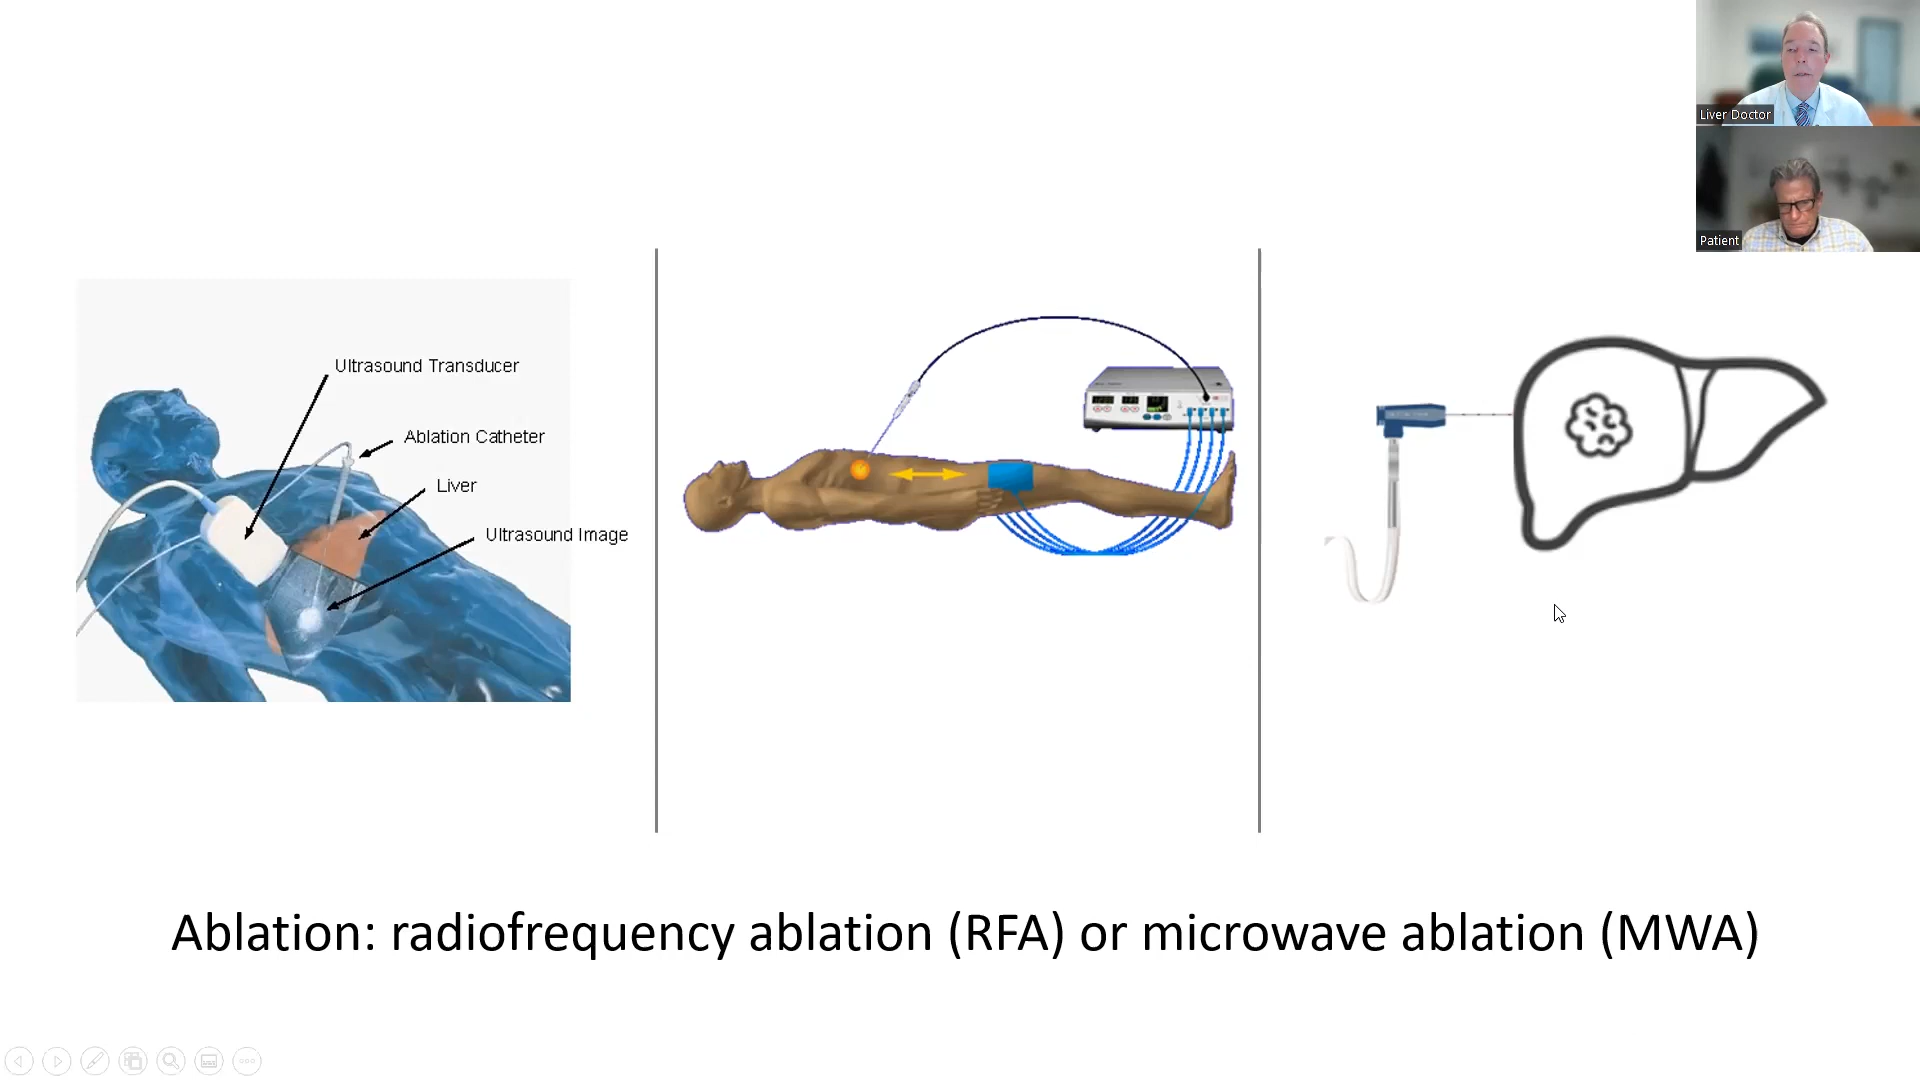 Liver Doctor
Patient
Ultrasound Transducer
Ablation Catheter
Liver
Ultrasound Image
Ablation: radiofrequency ablation (RFA) or microwave ablation (MWA)